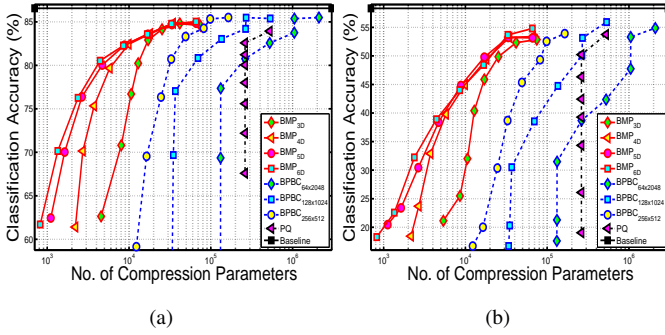 (a)
Classification Accuracy (%)
85
80
75
70
65
60
BMP3D
BMP4D
BMP5D
BMP6D
BPBC64x2048
BPBC128x1024
BPBC256x512
PQ
Baseline
10^3
10^4
10^5
10^6
No. of Compression Parameters
(a)
(b)
Classification Accuracy (%)
55
50
45
40
35
30
25
20
BMP3D
BMP4D
BMP5D
BMP6D
BPBC64x2048
BPBC128x1024
BPBC256x512
PQ
Baseline
10^3
10^4
10^5
10^6
No. of Compression Parameters
(b)